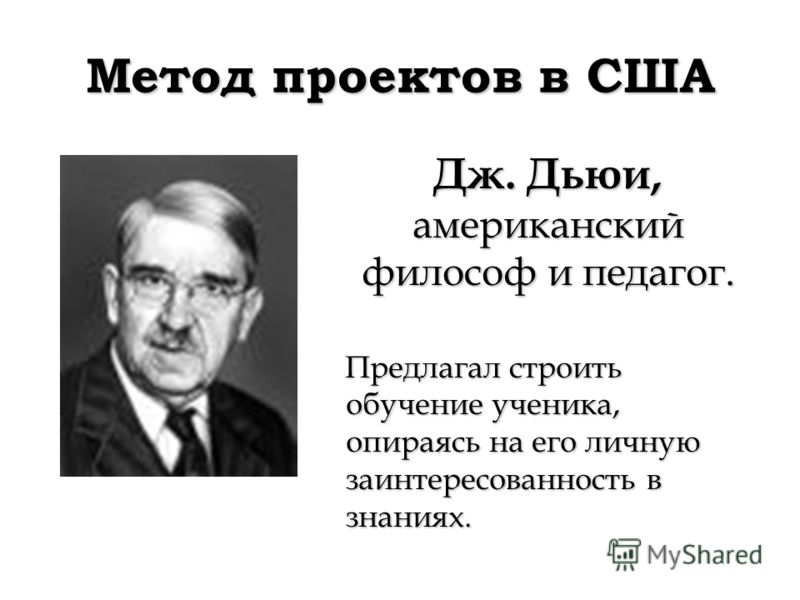 Метод проектов в США
Дж. Дьюи,
американский
философ и педагог.
Предлагал строить
обучение ученика,
опираясь на его личную
заинтересованность в
знаниях.
MyShared